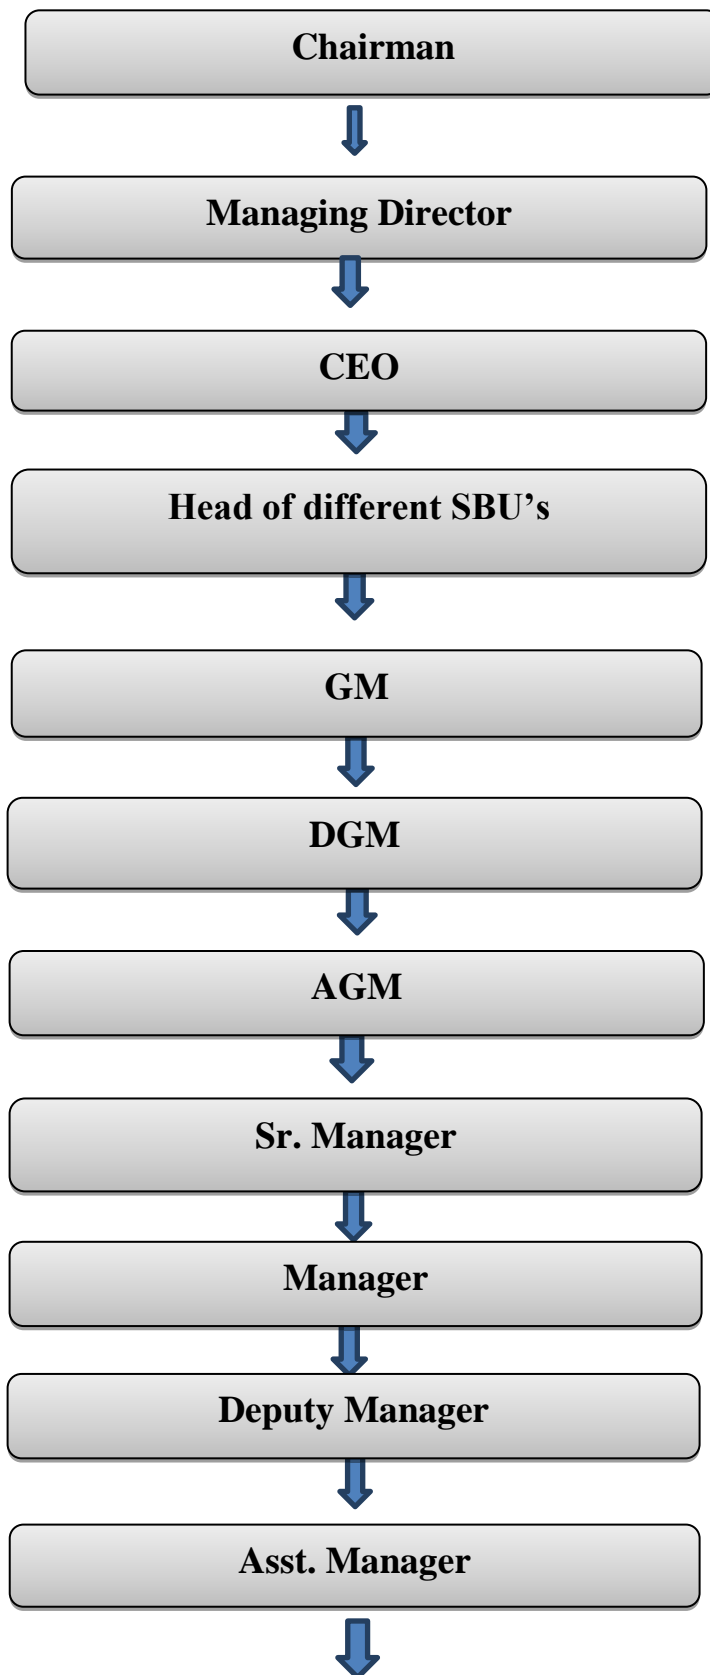 Chairman
Managing Director
CEO
Head of different SBU’s
GM
DGM
AGM
Sr. Manager
Manager
Deputy Manager
Asst. Manager